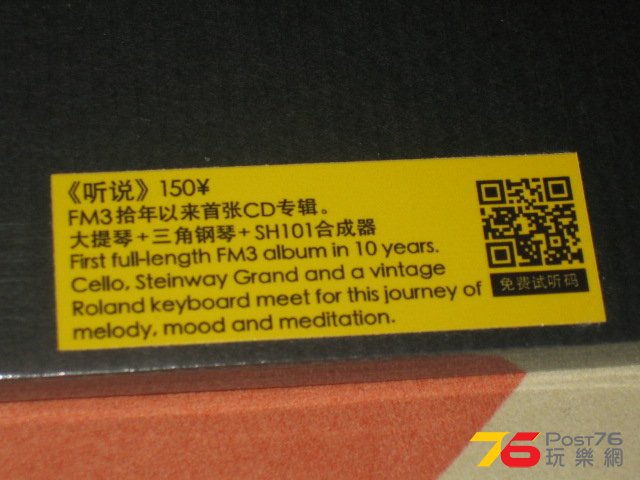 《听说》150¥
FM3拾年以来首张CD专辑。
大提琴+三角钢琴+SH101合成器
First full-length FM3 album in 10 years.
Cello, Steinway Grand and a vintage
Roland keyboard meet for this journey of
melody, mood and meditation.
免费试听码
76 POST76
玩樂網